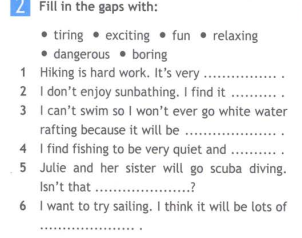 2 Fill in the gaps with:
• tiring • exciting • fun • relaxing
• dangerous • boring
1 Hiking is hard work. It's very ............... .
2 I don't enjoy sunbathing. I find it .......... .
3 I can't swim so I won't ever go white water
rafting because it will be ................... .
4 I find fishing to be very quiet and .......... .
5 Julie and her sister will go scuba diving.
Isn't that .....................?
6 I want to try sailing. I think it will be lots of
..................... .